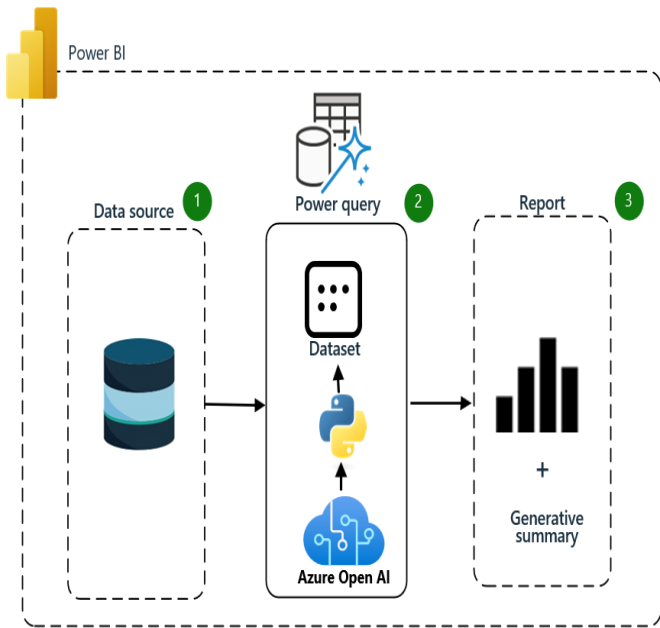 Power BI
Data source
1
Power query
2
Report
3
Dataset
Azure Open AI
+
Generative
summary